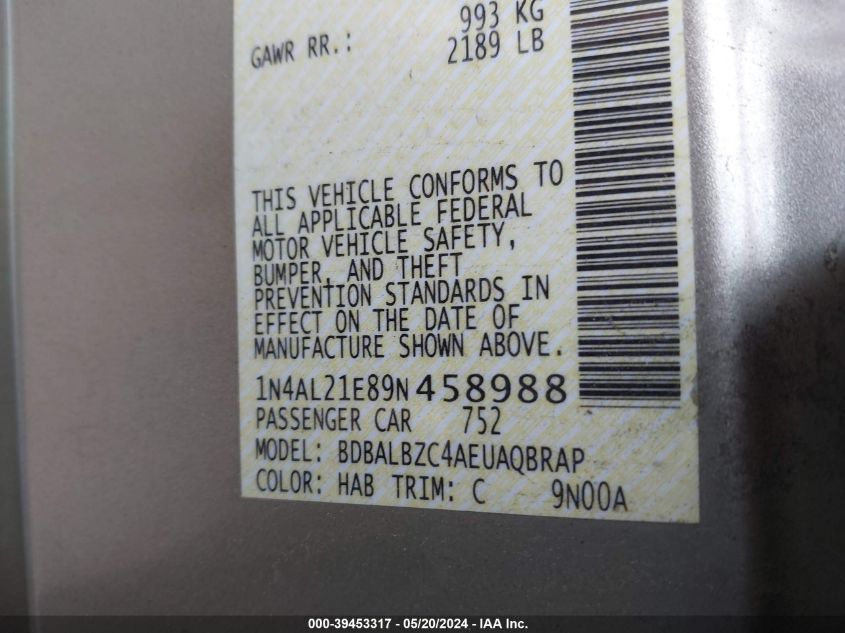 993 KG
GAWR RR.: 2189 LB
THIS VEHICLE CONFORMS TO
ALL APPLICABLE FEDERAL
MOTOR VEHICLE SAFETY,
BUMPER, AND THEFT
PREVENTION STANDARDS IN
EFFECT ON THE DATE OF
MANUFACTURE SHOWN ABOVE.
1N4AL21E89N458988
PASSENGER CAR 752
MODEL: BDBALBZC4AEUAQBRAP
COLOR: HAB TRIM: C 9N00A
000-39453317 - 05/20/2024 - IAA Inc.